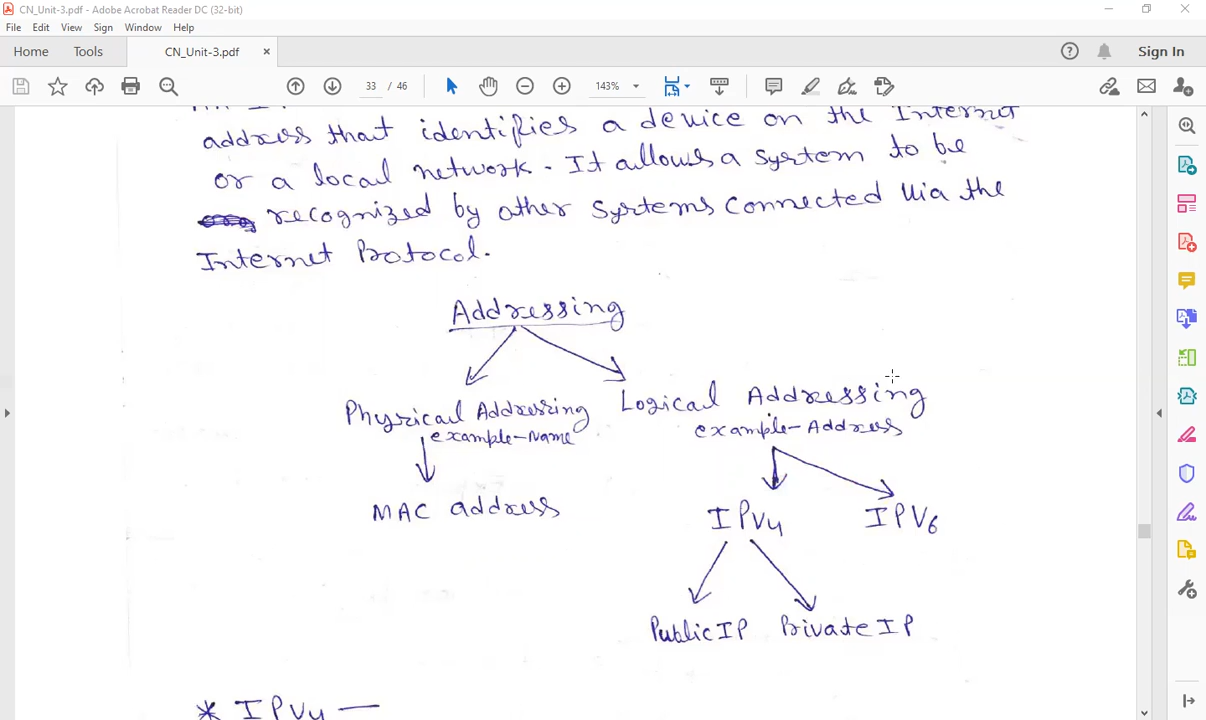 CN_Unit-3.pdf - Adobe Acrobat Reader DC (32-bit)
File Edit View Sign Window Help
Home Tools CN_Unit-3.pdf × Sign In
33 / 46 143%
address that identifies a device on the Internet
or a local network. It allows a system to be
recognized by other systems connected via the
Internet Protocol.
Addressing
Physical Addressing Logical Addressing
example-Name example-Address
MAC address IPV4 IPV6
Public IP Private IP
* IPV4 —